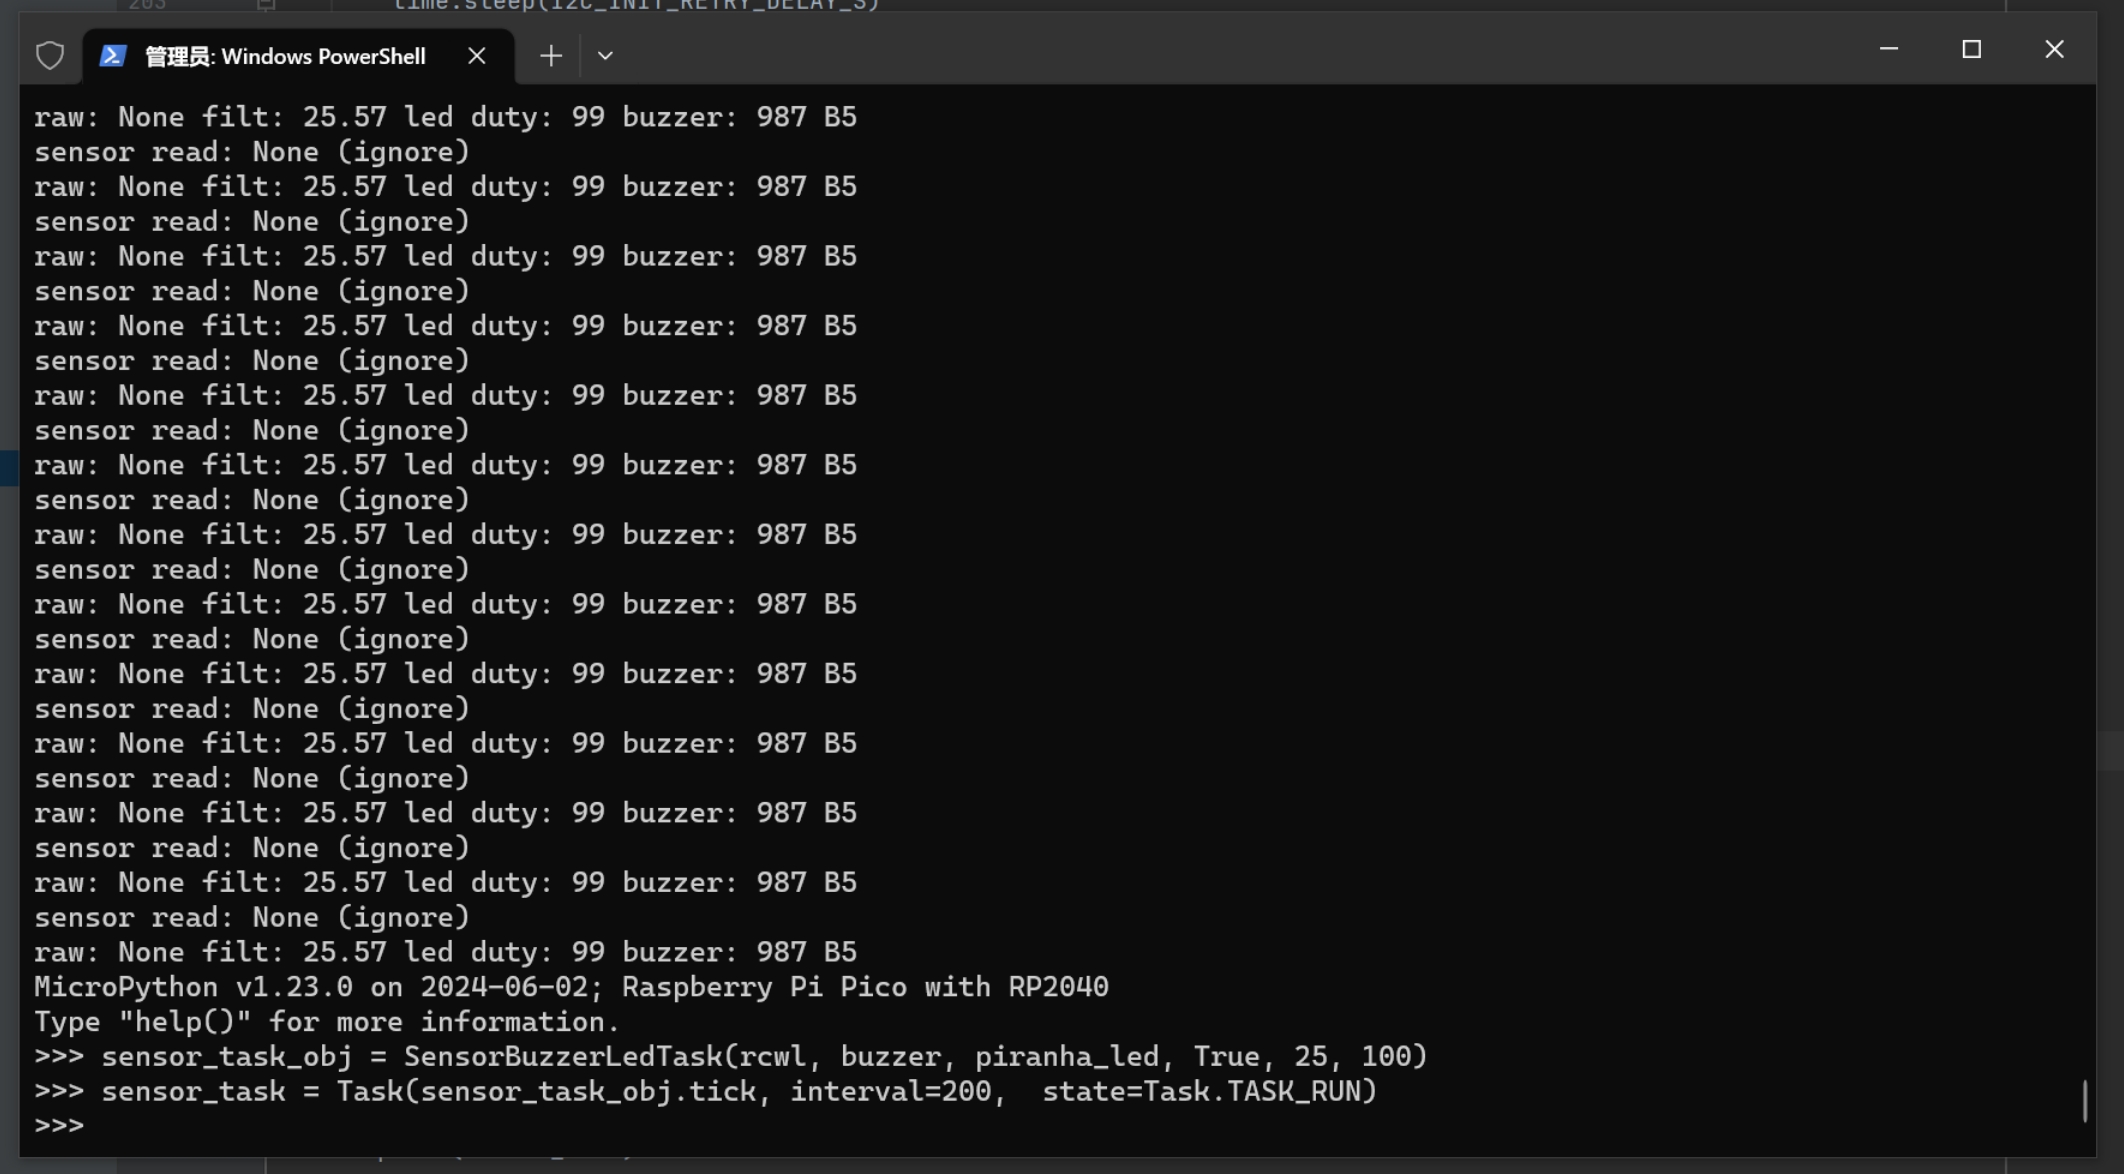 203 time.sleep(I2C_INIT_RETRY_DELAY_S)
管理员: Windows PowerShell
raw: None filt: 25.57 led duty: 99 buzzer: 987 B5
sensor read: None (ignore)
raw: None filt: 25.57 led duty: 99 buzzer: 987 B5
sensor read: None (ignore)
raw: None filt: 25.57 led duty: 99 buzzer: 987 B5
sensor read: None (ignore)
raw: None filt: 25.57 led duty: 99 buzzer: 987 B5
sensor read: None (ignore)
raw: None filt: 25.57 led duty: 99 buzzer: 987 B5
sensor read: None (ignore)
raw: None filt: 25.57 led duty: 99 buzzer: 987 B5
sensor read: None (ignore)
raw: None filt: 25.57 led duty: 99 buzzer: 987 B5
sensor read: None (ignore)
raw: None filt: 25.57 led duty: 99 buzzer: 987 B5
sensor read: None (ignore)
raw: None filt: 25.57 led duty: 99 buzzer: 987 B5
sensor read: None (ignore)
raw: None filt: 25.57 led duty: 99 buzzer: 987 B5
sensor read: None (ignore)
raw: None filt: 25.57 led duty: 99 buzzer: 987 B5
sensor read: None (ignore)
raw: None filt: 25.57 led duty: 99 buzzer: 987 B5
sensor read: None (ignore)
raw: None filt: 25.57 led duty: 99 buzzer: 987 B5
MicroPython v1.23.0 on 2024-06-02; Raspberry Pi Pico with RP2040
Type "help()" for more information.
>>> sensor_task_obj = SensorBuzzerLedTask(rcwl, buzzer, piranha_led, True, 25, 100)
>>> sensor_task = Task(sensor_task_obj.tick, interval=200,  state=Task.TASK_RUN)
>>>